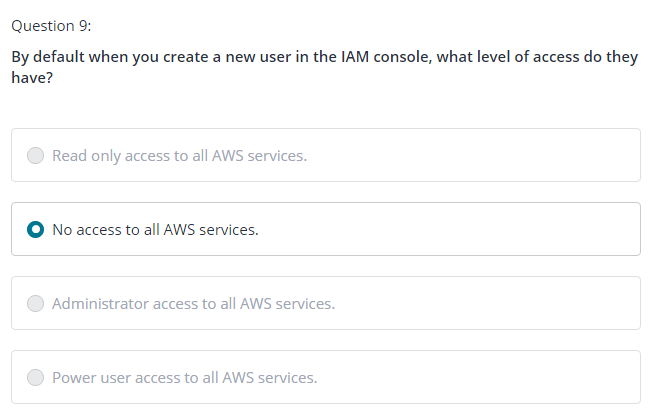 Question 9:
By default when you create a new user in the IAM console, what level of access do they
have?
Read only access to all AWS services.
No access to all AWS services.
Administrator access to all AWS services.
Power user access to all AWS services.